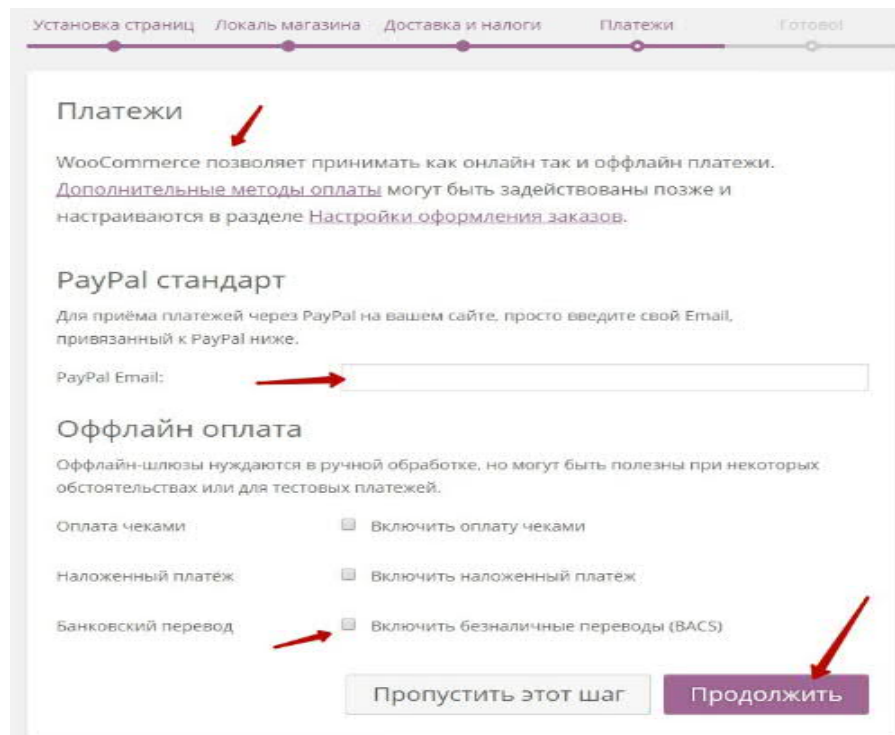 Установка страниц Локаль магазина Доставка и налоги Платежи Готово!
Платежи
WooCommerce позволяет принимать как онлайн так и оффлайн платежи.
Дополнительные методы оплаты могут быть задействованы позже и
настраиваются в разделе Настройки оформления заказов.
PayPal стандарт
Для приёма платежей через PayPal на вашем сайте, просто введите свой Email,
привязанный к PayPal ниже.
PayPal Email:
Оффлайн оплата
Оффлайн-шлюзы нуждаются в ручной обработке, но могут быть полезны при некоторых
обстоятельствах или для тестовых платежей.
Оплата чеками Включить оплату чеками
Наложенный платёж Включить наложенный платёж
Банковский перевод Включить безналичные переводы (BACS)
Пропустить этот шаг Продолжить